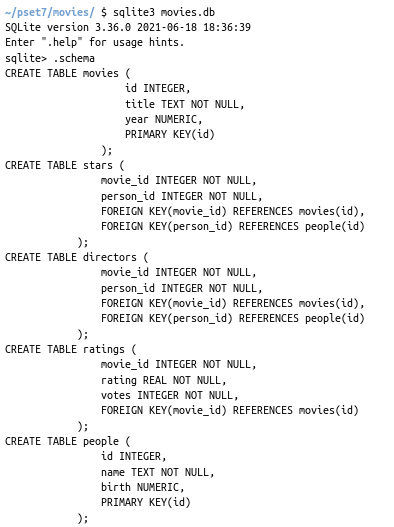 ~/pset7/movies/ $ sqlite3 movies.db
SQLite version 3.36.0 2021-06-18 18:36:39
Enter ".help" for usage hints.
sqlite> .schema
CREATE TABLE movies (
id INTEGER,
title TEXT NOT NULL,
year NUMERIC,
PRIMARY KEY(id)
);
CREATE TABLE stars (
movie_id INTEGER NOT NULL,
person_id INTEGER NOT NULL,
FOREIGN KEY(movie_id) REFERENCES movies(id),
FOREIGN KEY(person_id) REFERENCES people(id)
);
CREATE TABLE directors (
movie_id INTEGER NOT NULL,
person_id INTEGER NOT NULL,
FOREIGN KEY(movie_id) REFERENCES movies(id),
FOREIGN KEY(person_id) REFERENCES people(id)
);
CREATE TABLE ratings (
movie_id INTEGER NOT NULL,
rating REAL NOT NULL,
votes INTEGER NOT NULL,
FOREIGN KEY(movie_id) REFERENCES movies(id)
);
CREATE TABLE people (
id INTEGER,
name TEXT NOT NULL,
birth NUMERIC,
PRIMARY KEY(id)
);